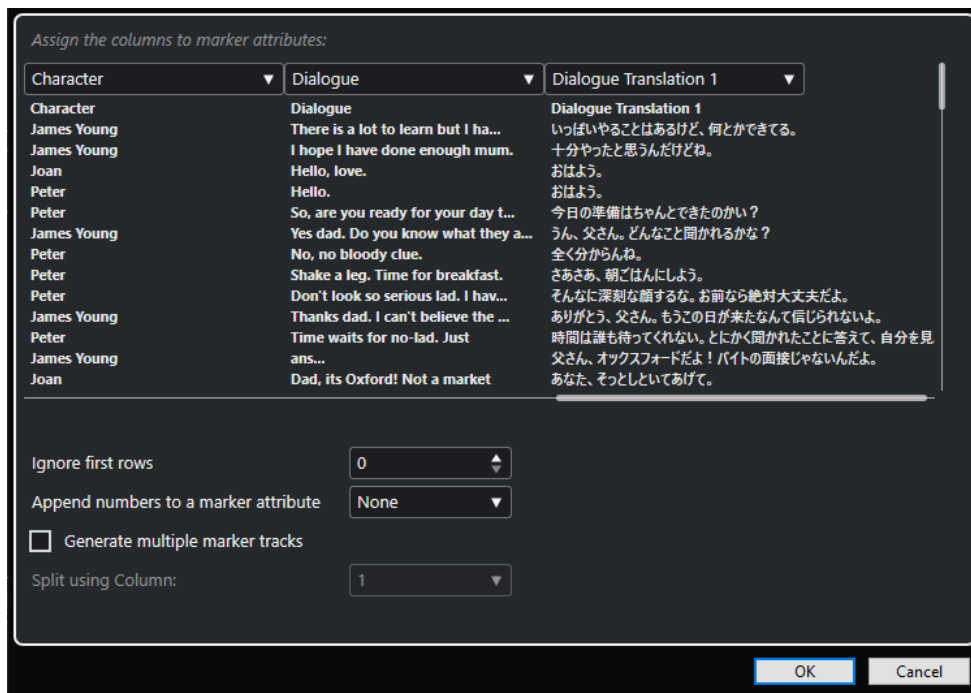 Assign the columns to marker attributes:
Character Dialogue Dialogue Translation 1
Character Dialogue Dialogue Translation 1
James Young There is a lot to learn but I ha... いっぱいやることはあるけど、何とかできてる。
James Young I hope I have done enough mum. 十分やったと思うんだけどね。
Joan Hello, love. おはよう。
Peter Hello. おはよう。
Peter So, are you ready for your day t... 今日の準備はちゃんとできたのかい？
James Young Yes dad. Do you know what they a... うん、父さん。どんなこと聞かれるかな？
Peter No, no bloody clue. 全く分からんね。
Peter Shake a leg. Time for breakfast. さあさあ、朝ごはんにしよう。
Peter Don't look so serious lad. I hav... そんなに深刻な顔するな。お前なら絶対大丈夫だよ。
James Young Thanks dad. I can't believe the ... ありがとう、父さん。もうこの日が来たなんて信じられないよ。
Peter Time waits for no-lad. Just 時間は誰も待ってくれない。とにかく聞かれたことに答えて、自分を見
James Young ans... 父さん、オックスフォードだよ！バイトの面接じゃないんだよ。
Joan Dad, its Oxford! Not a market あなた、そっとしといてあげて。
Ignore first rows 0
Append numbers to a marker attribute None
Generate multiple marker tracks
Split using Column: 1
OK Cancel